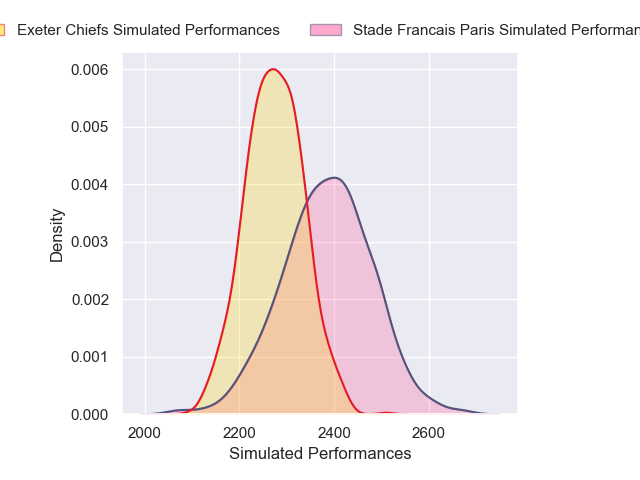 Exeter Chiefs Simulated Performances
Stade Francais Paris Simulated
0.006
0.005
0.004
0.003
0.002
0.001
0.000
Density
2000
2200
2400
2600
Simulated Performances